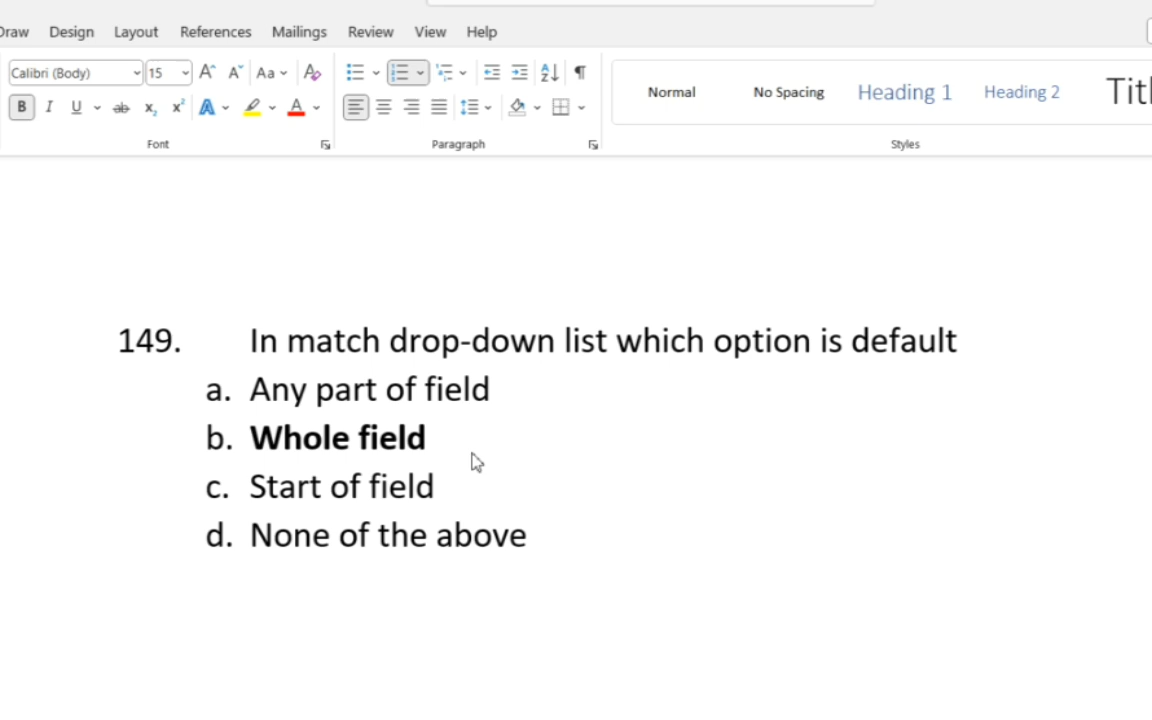 Draw Design Layout References Mailings Review View Help
Calibri (Body) 15 Aa
Normal No Spacing Heading 1 Heading 2
B I U ab x₂ x² A A
Font Paragraph Styles
149. In match drop-down list which option is default
a. Any part of field
b. Whole field
c. Start of field
d. None of the above